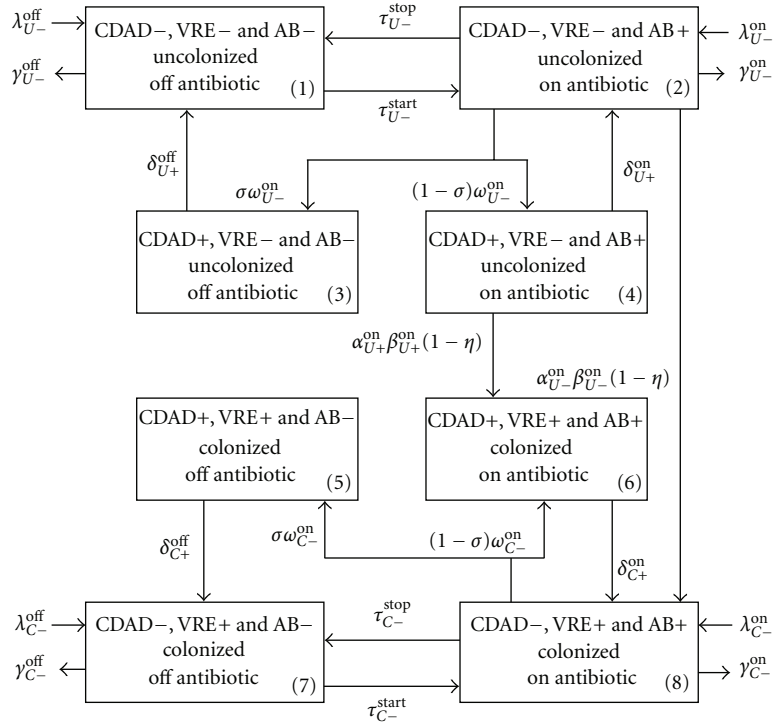 λ_{U−}^{off}
γ_{U−}^{off}
CDAD−, VRE− and AB−
uncolonized
off antibiotic
(1)
τ_{U−}^{stop}
τ_{U−}^{start}
CDAD−, VRE− and AB+
uncolonized
on antibiotic
(2)
λ_{U−}^{on}
γ_{U−}^{on}
δ_{U+}^{off}
σω_{U−}^{on}
(1−σ)ω_{U−}^{on}
δ_{U+}^{on}
CDAD+, VRE− and AB−
uncolonized
off antibiotic
(3)
CDAD+, VRE− and AB+
uncolonized
on antibiotic
(4)
α_{U+}^{on}β_{U+}^{on}(1−η)
α_{U−}^{on}β_{U−}^{on}(1−η)
CDAD+, VRE+ and AB−
colonized
off antibiotic
(5)
CDAD+, VRE+ and AB+
colonized
on antibiotic
(6)
δ_{C+}^{off}
σω_{C−}^{on}
(1−σ)ω_{C−}^{on}
δ_{C+}^{on}
λ_{C−}^{off}
γ_{C−}^{off}
CDAD−, VRE+ and AB−
colonized
off antibiotic
(7)
τ_{C−}^{stop}
τ_{C−}^{start}
CDAD−, VRE+ and AB+
colonized
on antibiotic
(8)
λ_{C−}^{on}
γ_{C−}^{on}